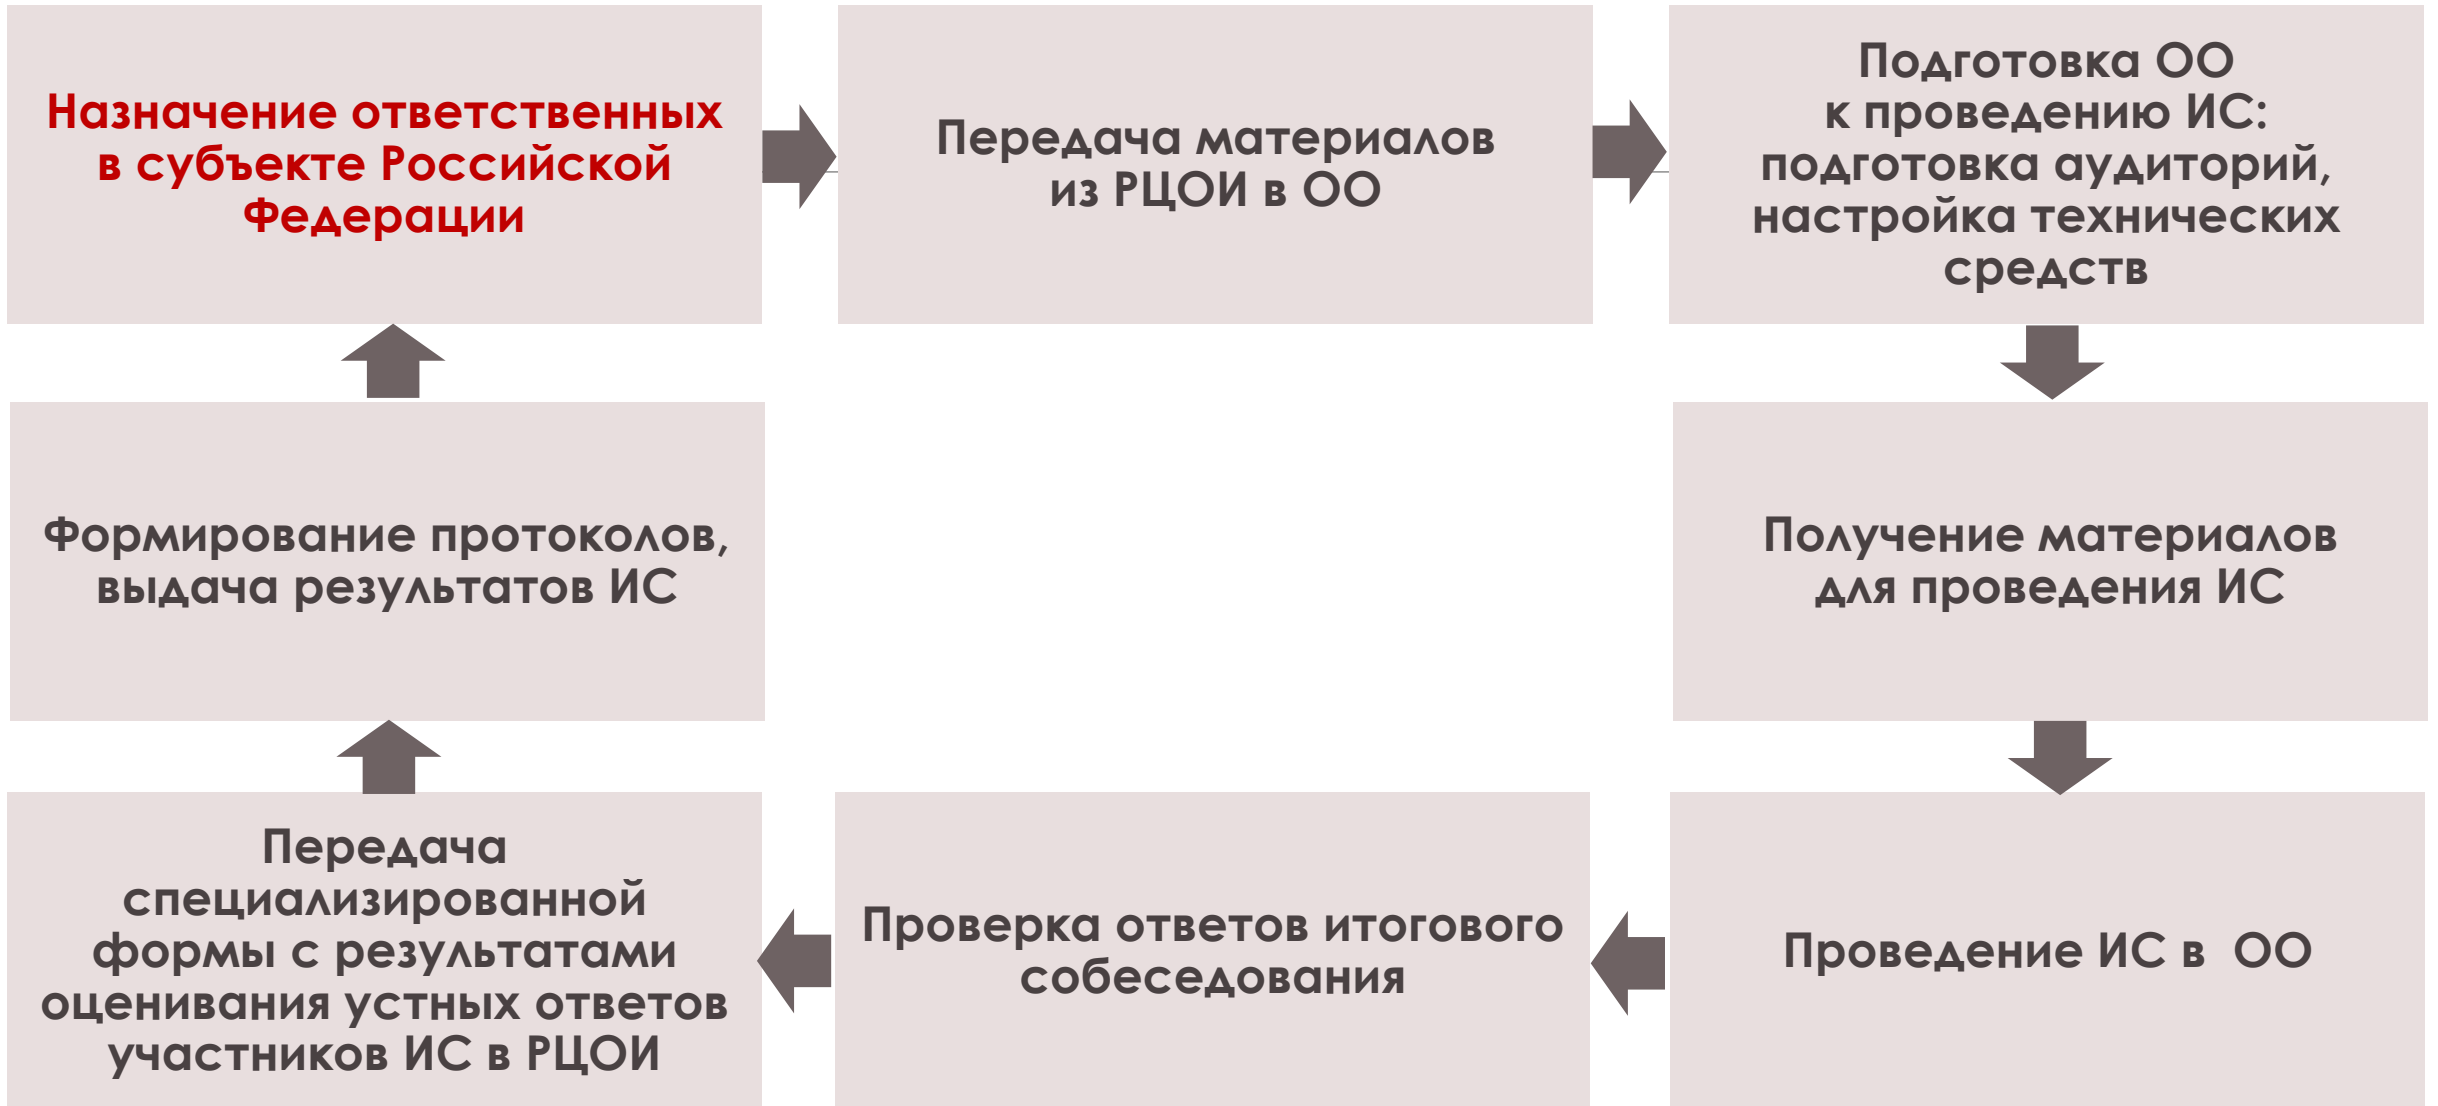 Назначение ответственных
в субъекте Российской
Федерации
Передача материалов
из РЦОИ в ОО
Подготовка ОО
к проведению ИС:
подготовка аудиторий,
настройка технических
средств
Получение материалов
для проведения ИС
Проведение ИС в  ОО
Проверка ответов итогового
собеседования
Передача
специализированной
формы с результатами
оценивания устных ответов
участников ИС в РЦОИ
Формирование протоколов,
выдача результатов ИС